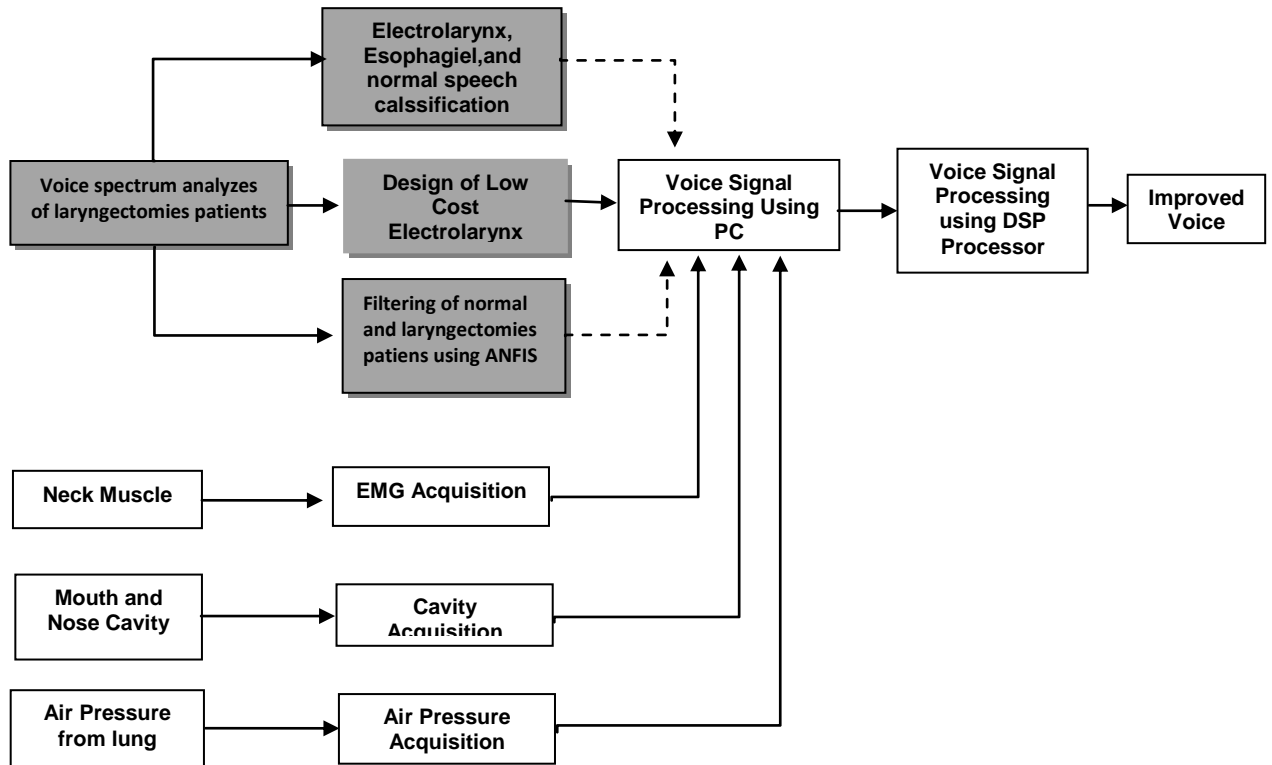 Electrolarynx,
Esophagiel,and
normal speech
calssification
Voice spectrum analyzes
of laryngectomies patients
Design of Low
Cost
Electrolarynx
Voice Signal
Processing Using
PC
Voice Signal
Processing
using DSP
Processor
Improved
Voice
Filtering of normal
and laryngectomies
patiens using ANFIS
Neck Muscle
EMG Acquisition
Mouth and
Nose Cavity
Cavity
Acquisition
Air Pressure
from lung
Air Pressure
Acquisition